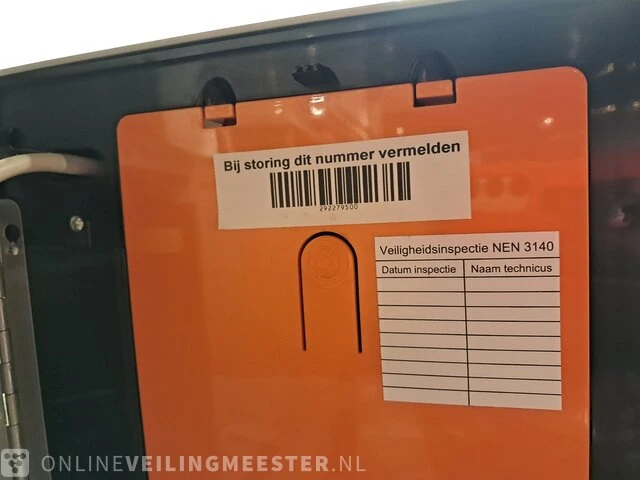 Bij storing dit nummer vermelden
292279500
Veiligheidsinspectie NEN 3140
Datum inspectie Naam technicus
ONLINEVEILINGMEESTER.NL